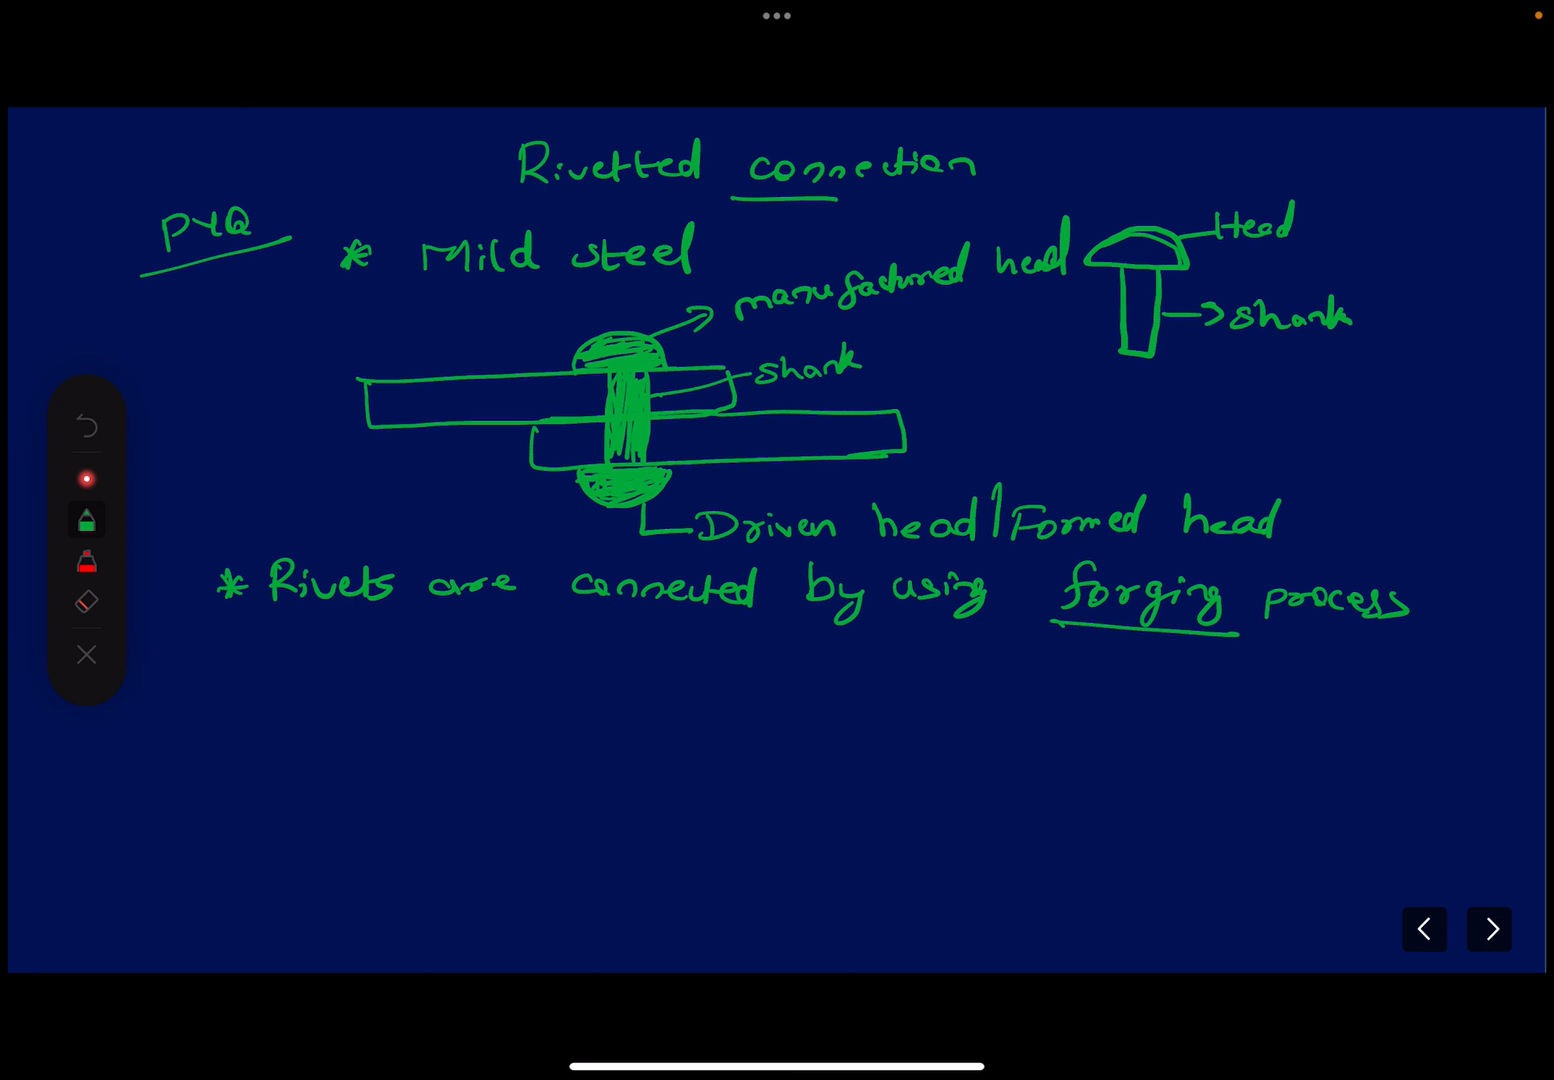 Rivetted connection
PYQ
* Mild steel
manufactured head
Head
shank
shank
Driven head/Formed head
* Rivets are connected by using forging process